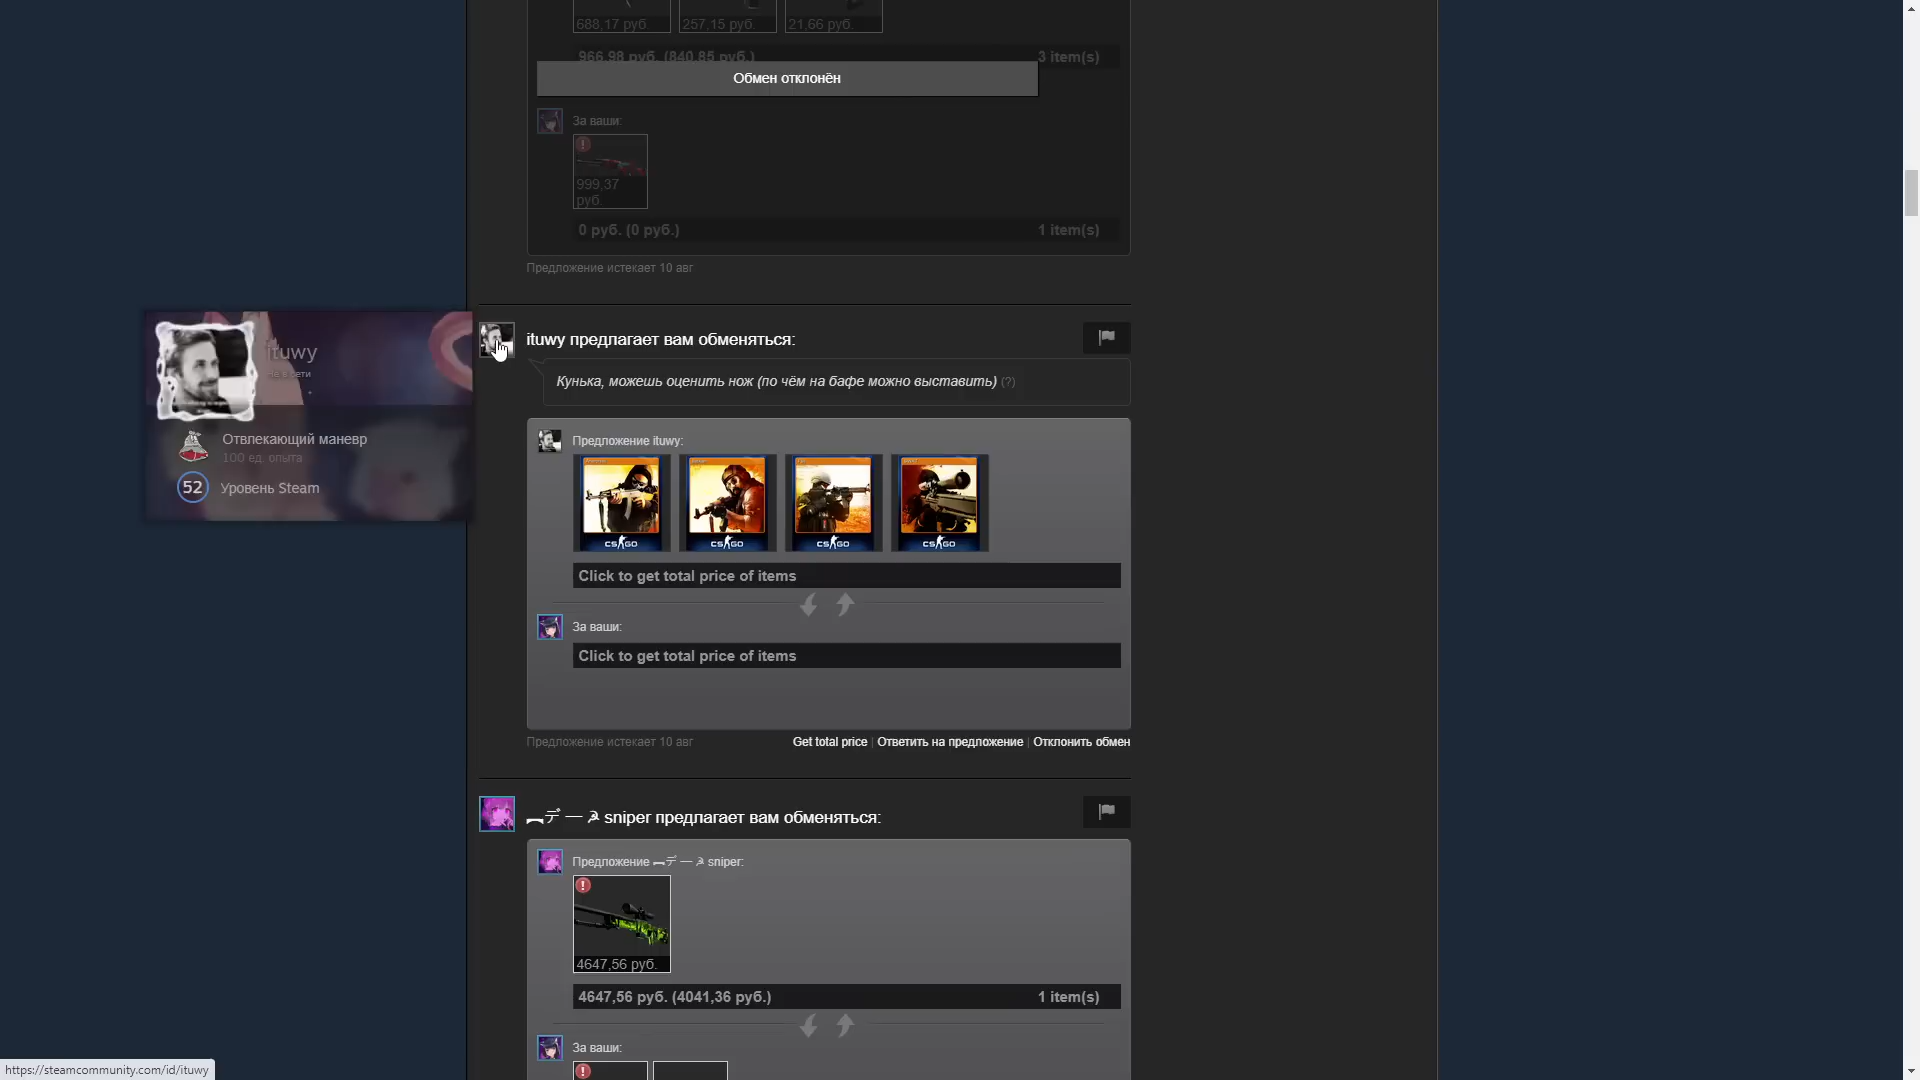 688,17 руб.
257,15 руб.
21,66 руб.
966,98 руб. (840,85 руб.)
3 item(s)
Обмен отклонён
За ваши:
999,37
руб.
0 руб. (0 руб.)
1 item(s)
Предложение истекает 10 авг
ituwy
не в сети
Отвлекающий маневр
100 ед. опыта
52
Уровень Steam
ituwy предлагает вам обменяться:
Кунька, можешь оценить нож (по чём на бафе можно выставить) (?)
Предложение ituwy:
CS GO
CS GO
CS GO
CS GO
Click to get total price of items
За ваши:
Click to get total price of items
Предложение истекает 10 авг
Get total price | Ответить на предложение | Отклонить обмен
︻デ 一 ☭ sniper предлагает вам обменяться:
Предложение ︻デ 一 ☭ sniper:
4647,56 руб.
4647,56 руб. (4041,36 руб.)
1 item(s)
За ваши:
https://steamcommunity.com/id/ituwy